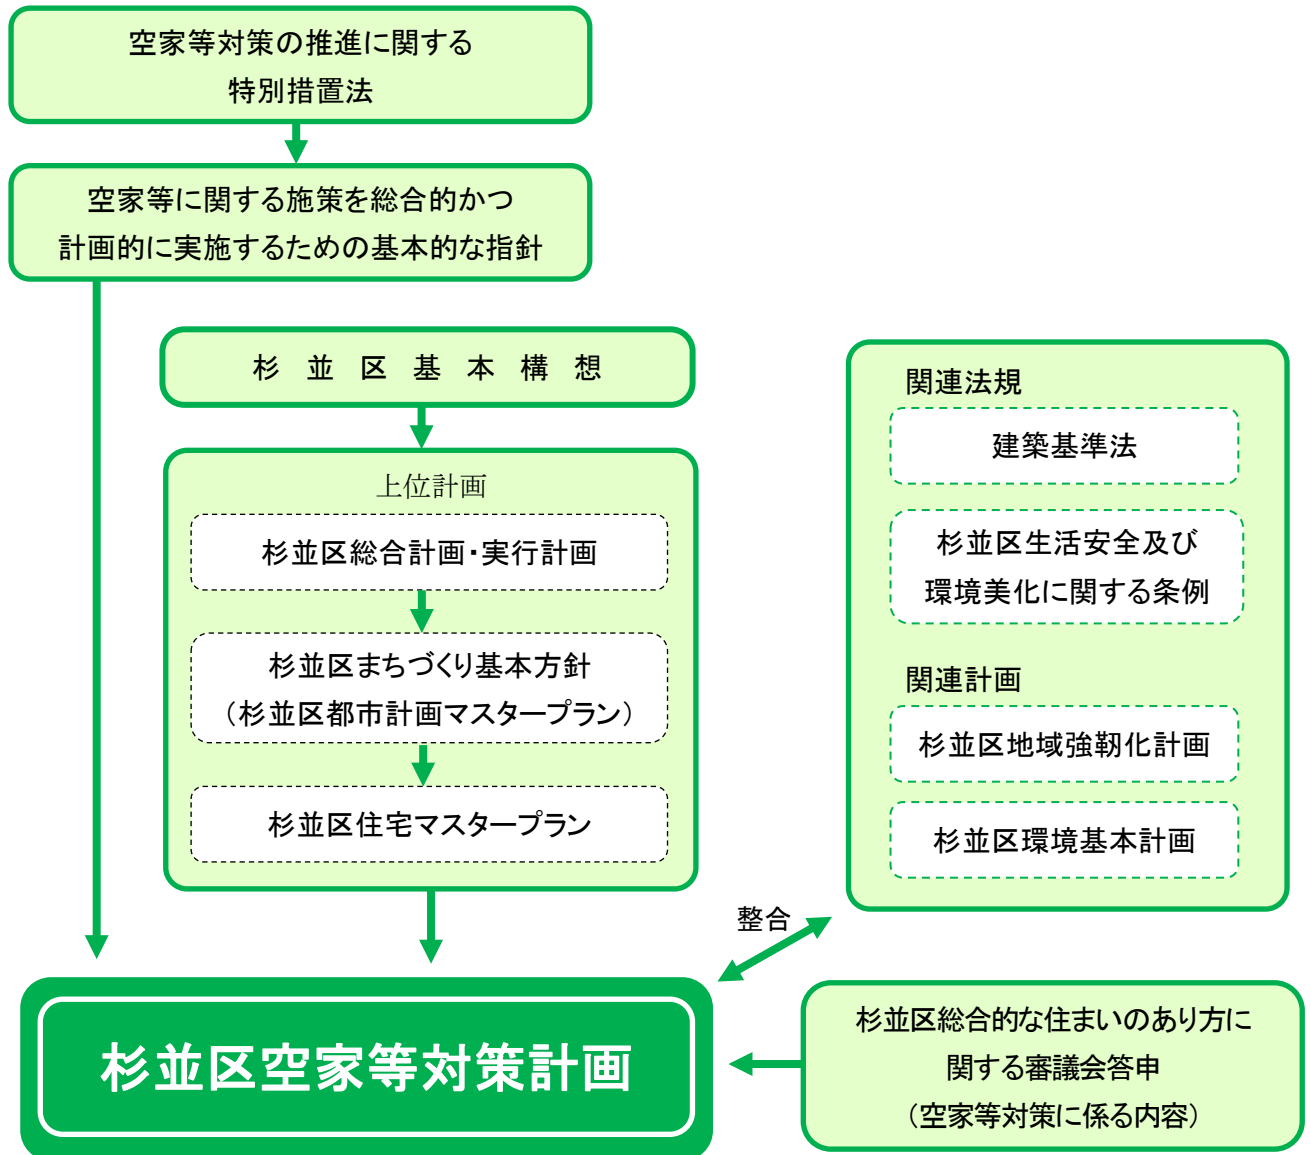 空家等対策の推進に関する
特別措置法
空家等に関する施策を総合的かつ
計画的に実施するための基本的な指針
杉並区基本構想
上位計画
杉並区総合計画・実行計画
杉並区まちづくり基本方針
（杉並区都市計画マスタープラン）
杉並区住宅マスタープラン
関連法規
建築基準法
杉並区生活安全及び
環境美化に関する条例
関連計画
杉並区地域強靭化計画
杉並区環境基本計画
整合
杉並区空家等対策計画
杉並区総合的な住まいのあり方に
関する審議会答申
（空家等対策に係る内容）